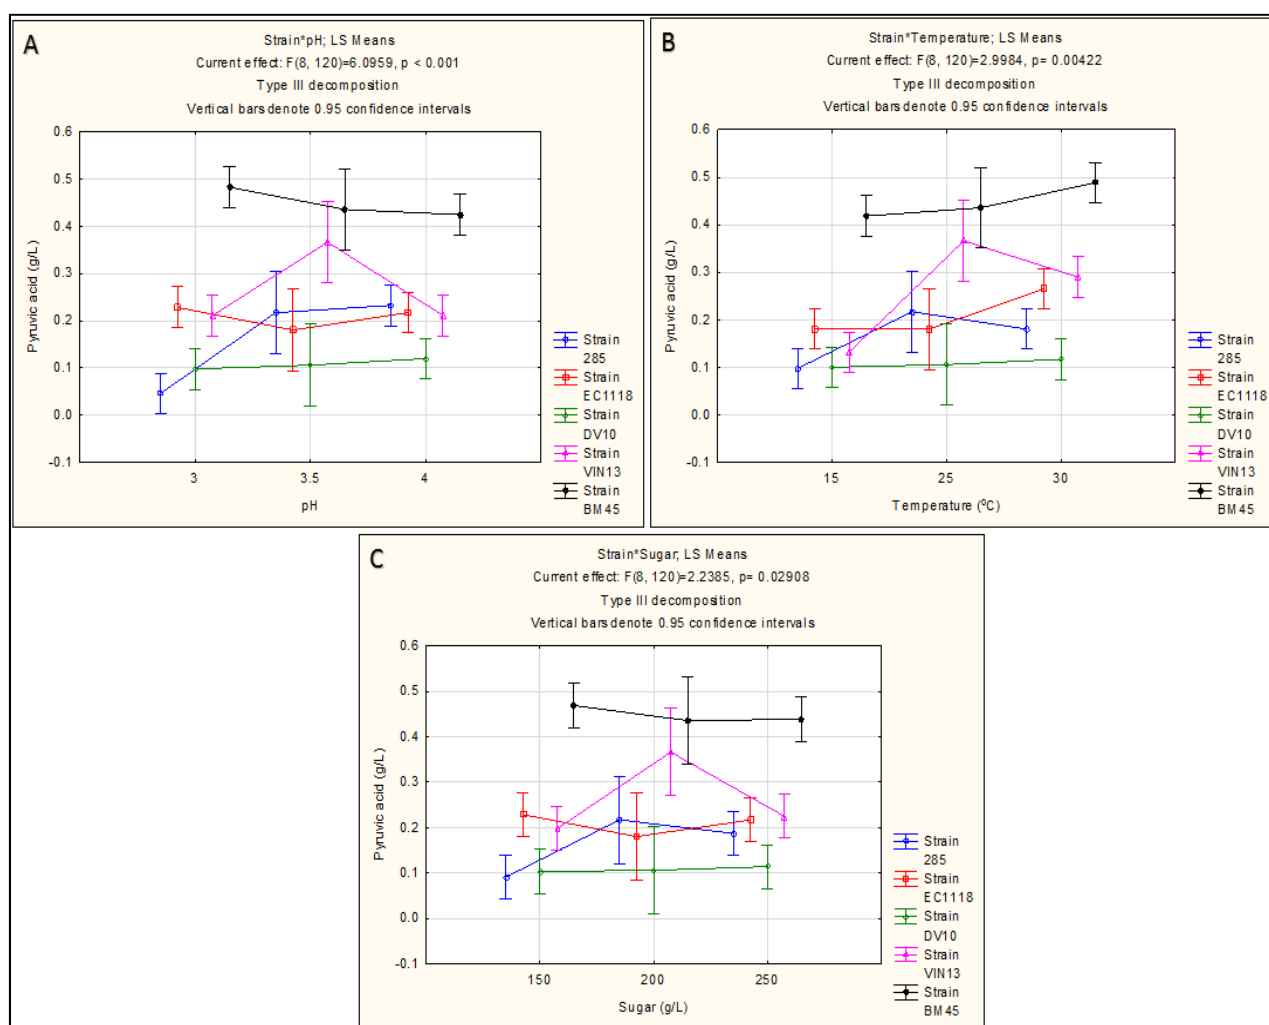 A
Strain*pH; LS Means
Current effect: F(8, 120)=6.0959, p < 0.001
Type III decomposition
Vertical bars denote 0.95 confidence intervals
Pyruvic acid (g/L)
0.6
0.5
0.4
0.3
0.2
0.1
0.0
-0.1
3
3.5
4
pH
Strain
285
Strain
EC1118
Strain
DV10
Strain
VIN13
Strain
BM45
B
Strain*Temperature; LS Means
Current effect: F(8, 120)=2.9984, p= 0.00422
Type III decomposition
Vertical bars denote 0.95 confidence intervals
Pyruvic acid (g/L)
0.6
0.5
0.4
0.3
0.2
0.1
0.0
-0.1
15
25
30
Temperature (⁰C)
Strain
285
Strain
EC1118
Strain
DV10
Strain
VIN13
Strain
BM45
C
Strain*Sugar; LS Means
Current effect: F(8, 120)=2.2385, p= 0.02908
Type III decomposition
Vertical bars denote 0.95 confidence intervals
Pyruvic acid (g/L)
0.6
0.5
0.4
0.3
0.2
0.1
0.0
-0.1
150
200
250
Sugar (g/L)
Strain
285
Strain
EC1118
Strain
DV10
Strain
VIN13
Strain
BM45